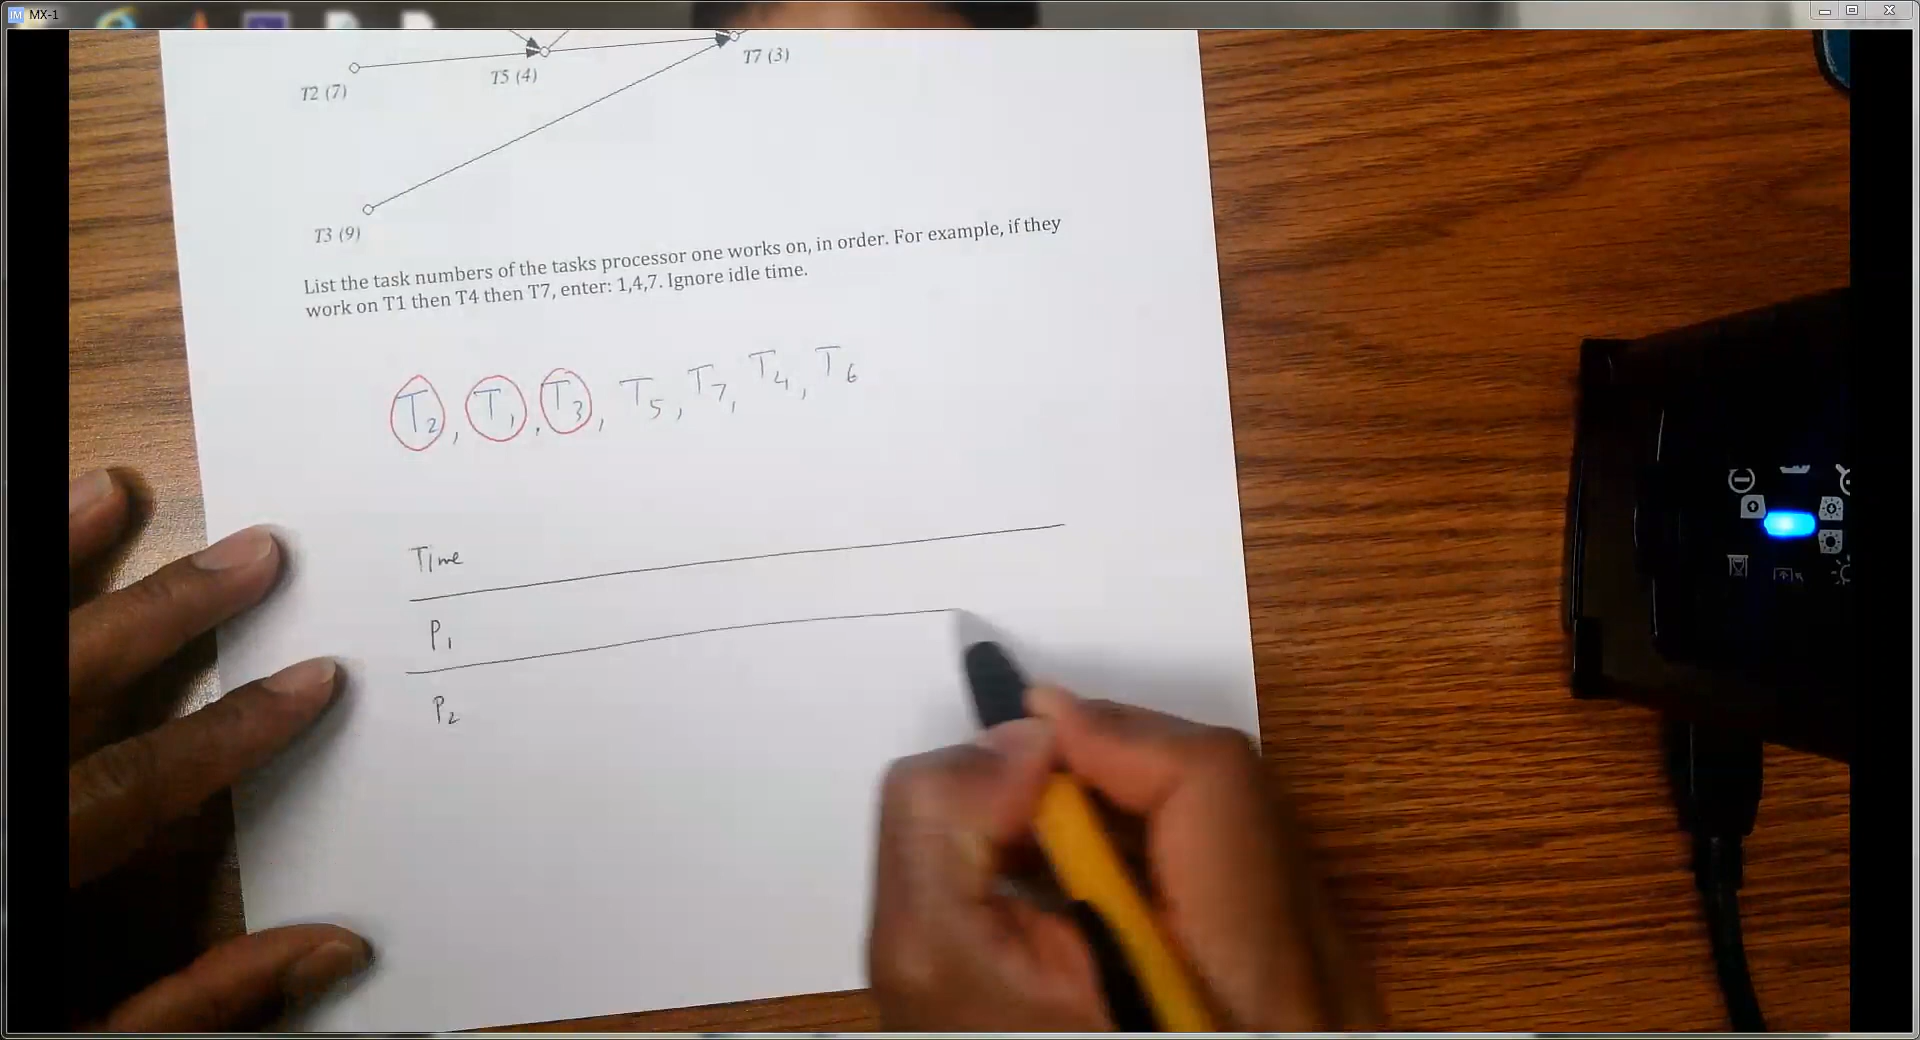 MX-1
T7 (3)
T5 (4)
T2 (7)
T3 (9)
List the task numbers of the tasks processor one works on, in order. For example, if they
work on T1 then T4 then T7, enter: 1,4,7. Ignore idle time.
T2, T1, T3, T5, T7, T4, T6
Time
P1
P2